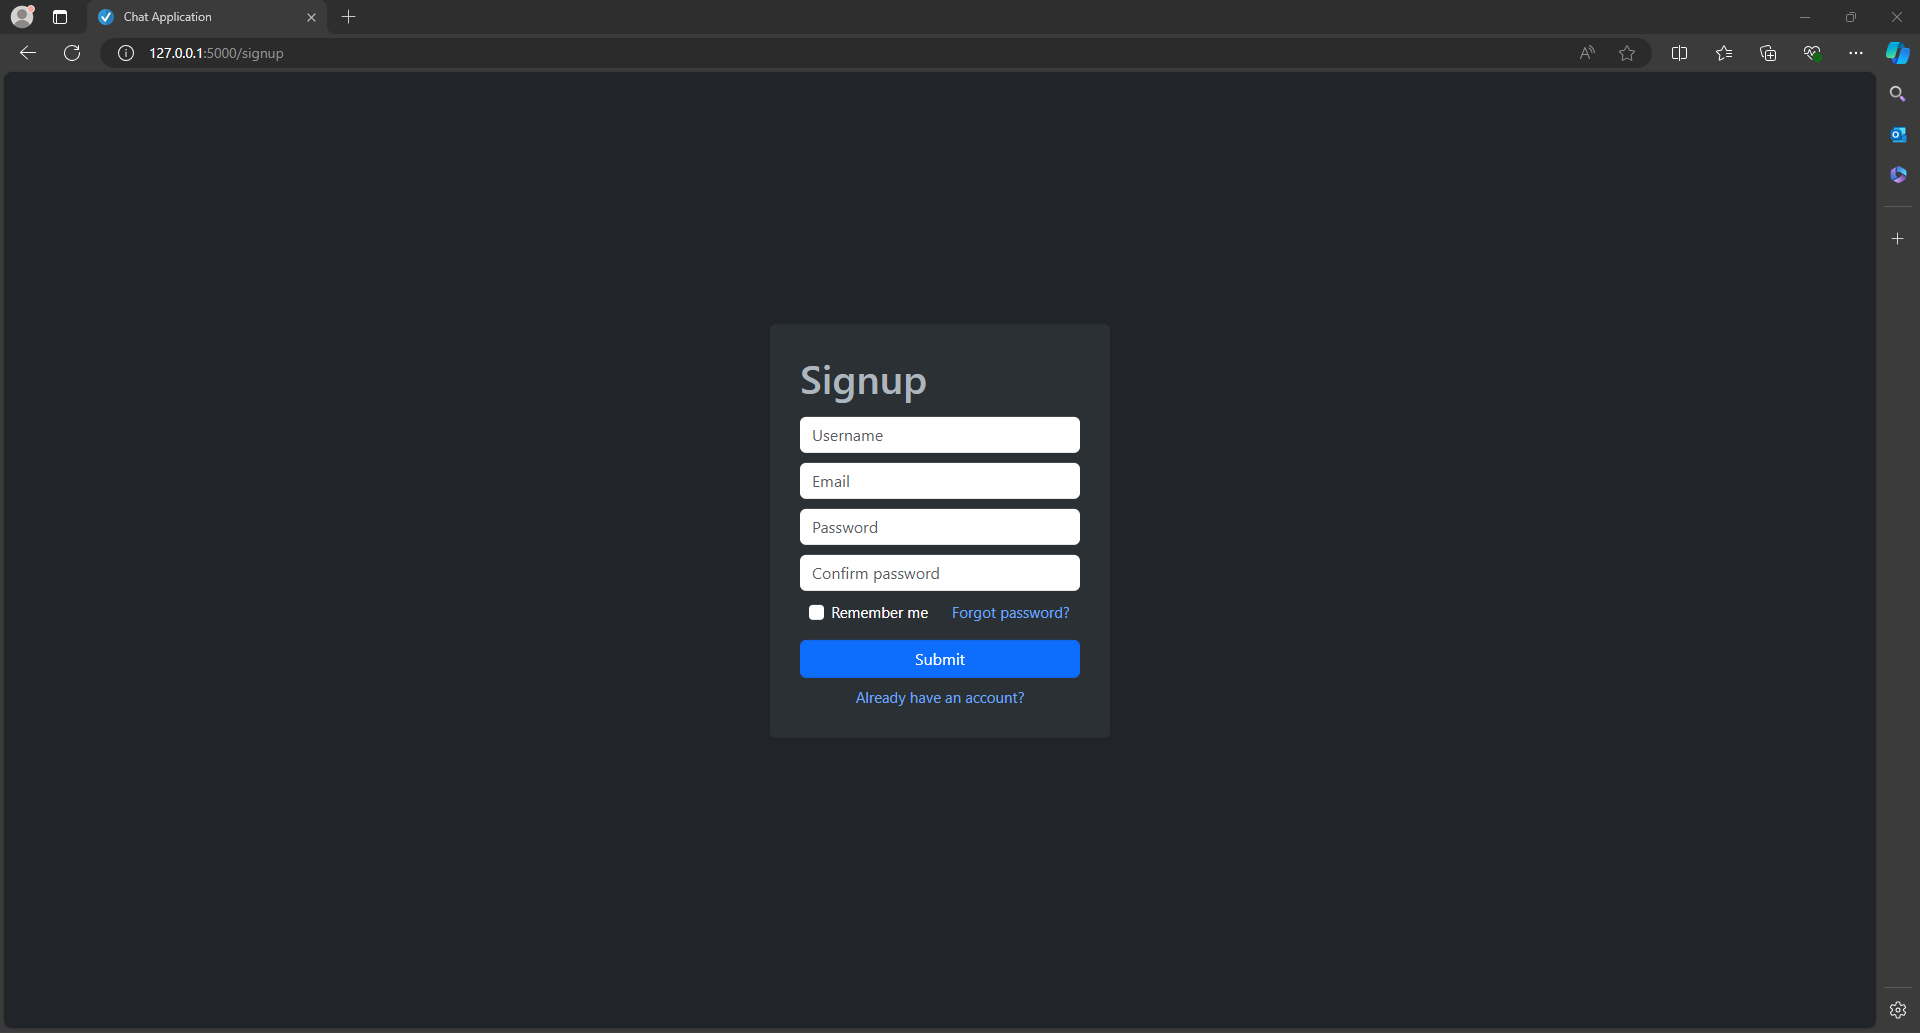 Chat Application
127.0.0.1:5000/signup
Signup
Username
Email
Password
Confirm password
Remember me Forgot password?
Submit
Already have an account?